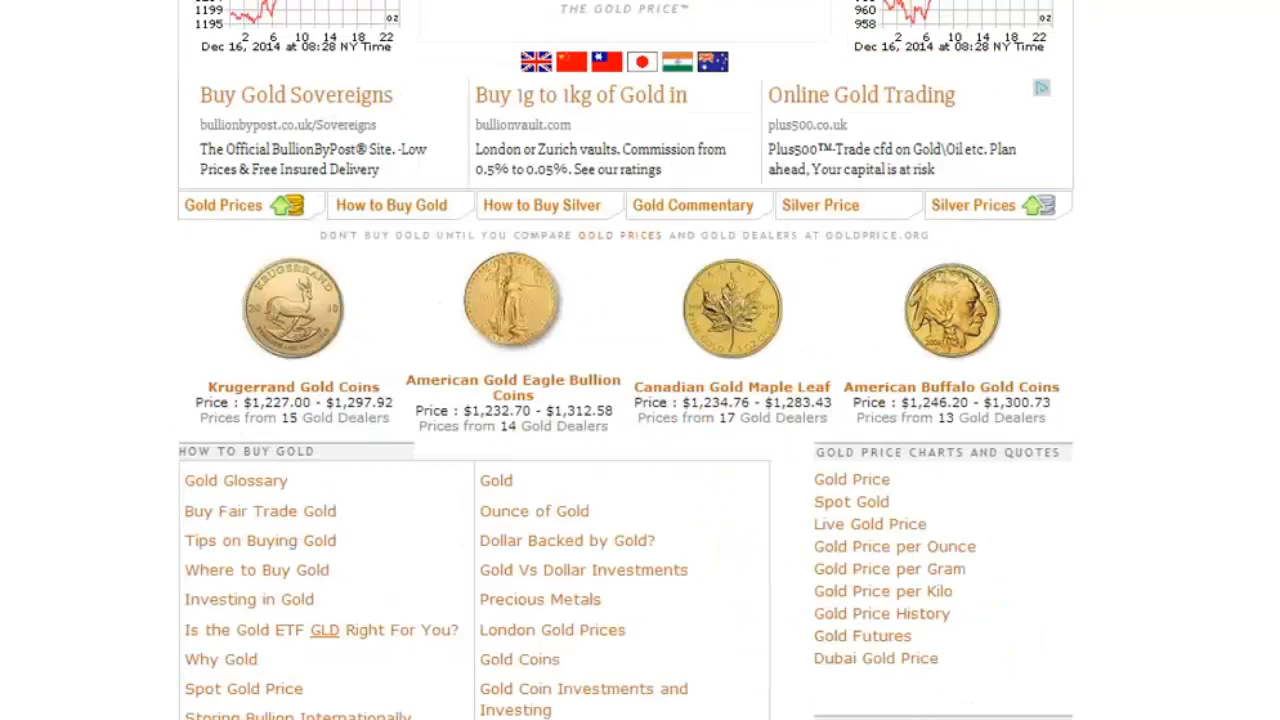 THE GOLD PRICE™
1199
1195
oz
2 6 10 14 18 22
Dec 16, 2014 at 08:28 NY Time
960
958
oz
2 6 10 14 18 22
Dec 16, 2014 at 08:28 NY Time
Buy Gold Sovereigns
bullionbypost.co.uk/Sovereigns
The Official BullionByPost® Site. -Low
Prices & Free Insured Delivery
Buy 1g to 1kg of Gold in
bullionvault.com
London or Zurich vaults. Commission from
0.5% to 0.05%. See our ratings
Online Gold Trading
plus500.co.uk
Plus500™-Trade cfd on Gold\Oil etc. Plan
ahead, Your capital is at risk
Gold Prices
How to Buy Gold
How to Buy Silver
Gold Commentary
Silver Price
Silver Prices
DON'T BUY GOLD UNTIL YOU COMPARE GOLD PRICES AND GOLD DEALERS AT GOLDPRICE.ORG
KRUGERRAND
20 10
CANADA
LIBERTY
Krugerrand Gold Coins
Price : $1,227.00 - $1,297.92
Prices from 15 Gold Dealers
American Gold Eagle Bullion
Coins
Price : $1,232.70 - $1,312.58
Prices from 14 Gold Dealers
Canadian Gold Maple Leaf
Price : $1,234.76 - $1,283.43
Prices from 17 Gold Dealers
American Buffalo Gold Coins
Price : $1,246.20 - $1,300.73
Prices from 13 Gold Dealers
HOW TO BUY GOLD
Gold Glossary
Buy Fair Trade Gold
Tips on Buying Gold
Where to Buy Gold
Investing in Gold
Is the Gold ETF GLD Right For You?
Why Gold
Spot Gold Price
Storing Bullion Internationally
Gold
Ounce of Gold
Dollar Backed by Gold?
Gold Vs Dollar Investments
Precious Metals
London Gold Prices
Gold Coins
Gold Coin Investments and
Investing
GOLD PRICE CHARTS AND QUOTES
Gold Price
Spot Gold
Live Gold Price
Gold Price per Ounce
Gold Price per Gram
Gold Price per Kilo
Gold Price History
Gold Futures
Dubai Gold Price